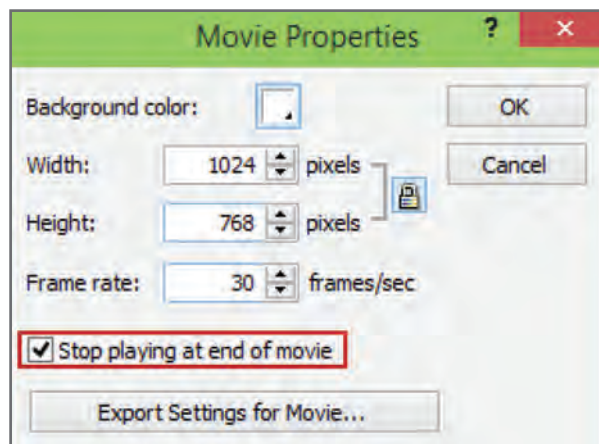 Movie Properties ? ×
Background color: OK
Width: 1024 pixels Cancel
Height: 768 pixels
Frame rate: 30 frames/sec
Stop playing at end of movie
Export Settings for Movie...